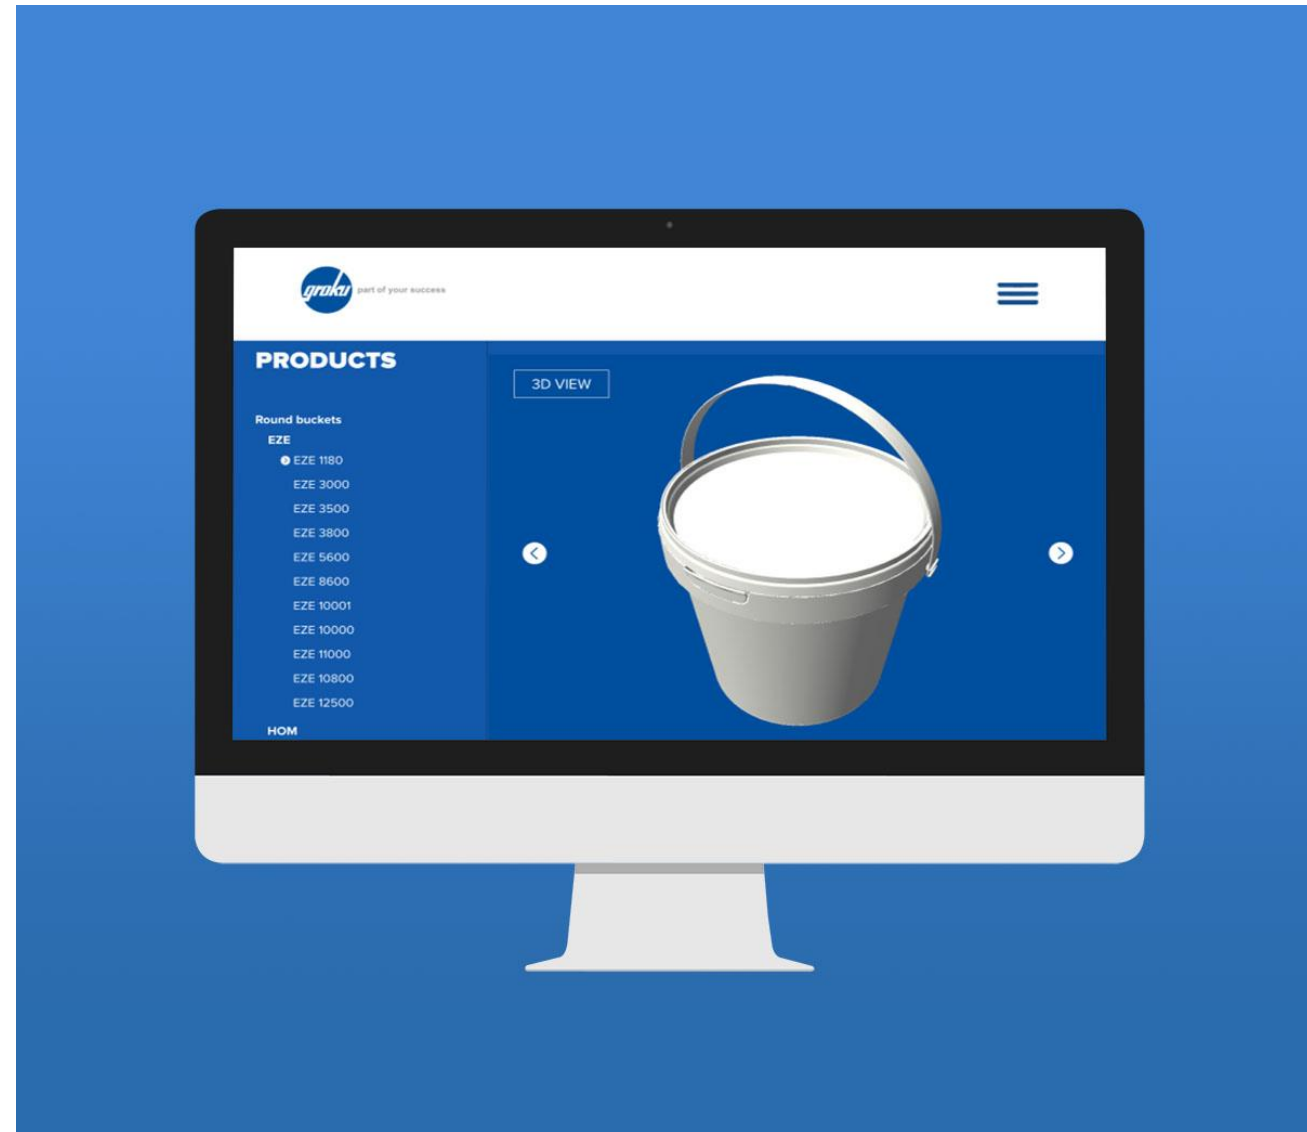 groku part of your success
PRODUCTS
3D VIEW
Round buckets
EZE
EZE 1180
EZE 3000
EZE 3500
EZE 3800
EZE 5600
EZE 8600
EZE 10001
EZE 10000
EZE 11000
EZE 10800
EZE 12500
HOM